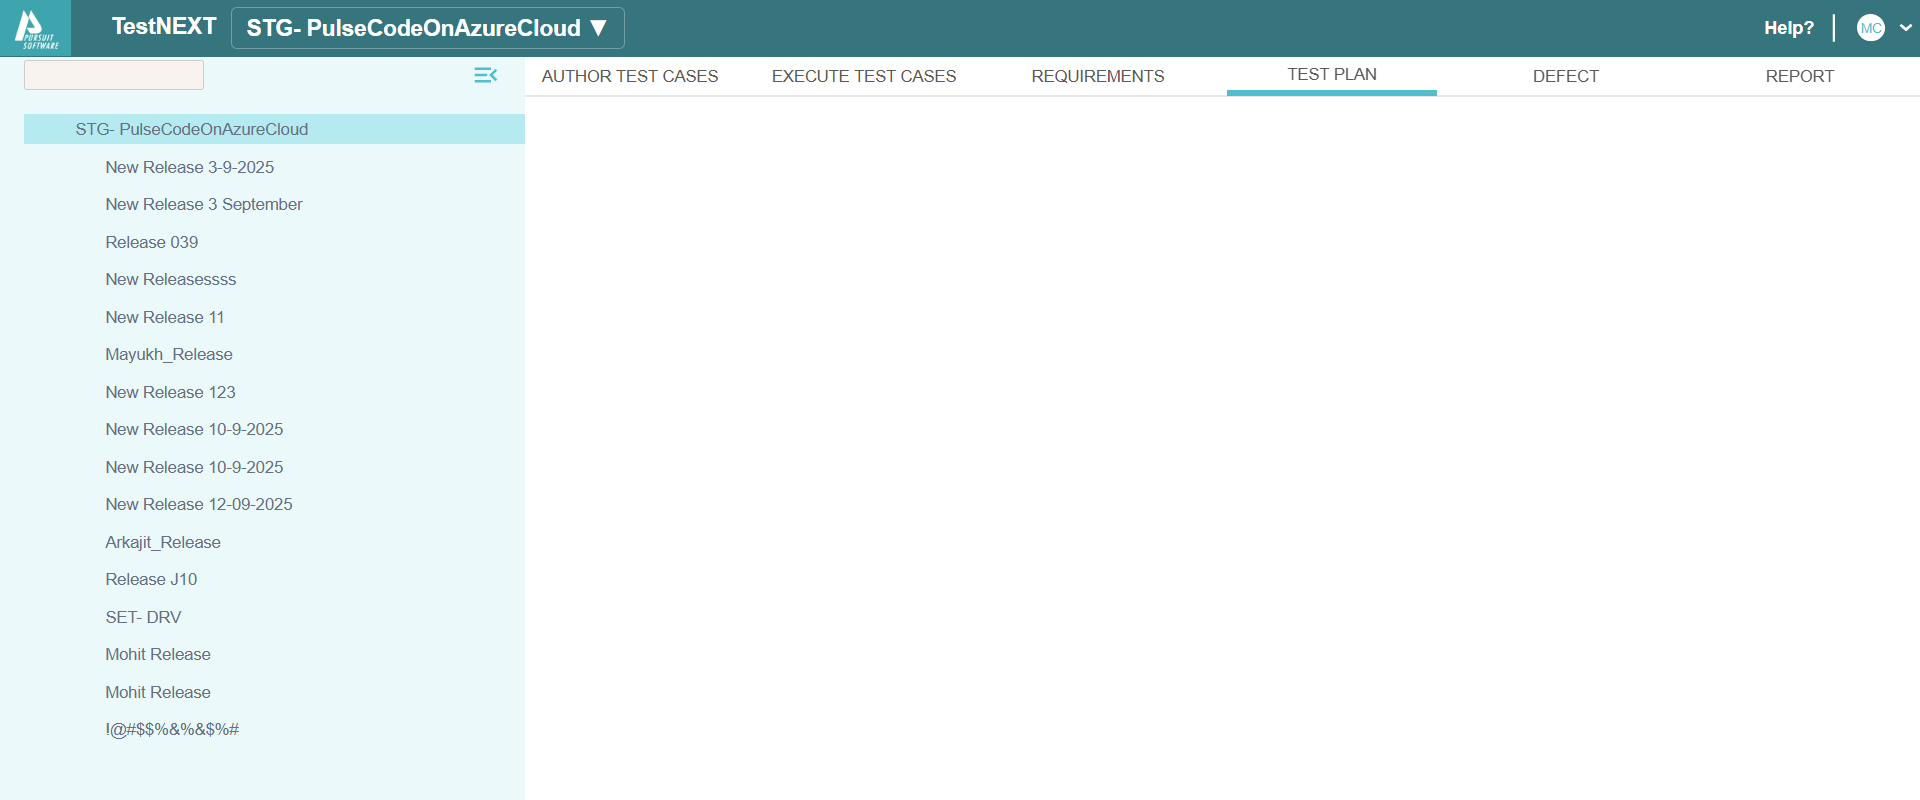 PURSUIT
SOFTWARE
TestNEXT
STG- PulseCodeOnAzureCloud ▼
Help?
MC
AUTHOR TEST CASES
EXECUTE TEST CASES
REQUIREMENTS
TEST PLAN
DEFECT
REPORT
STG- PulseCodeOnAzureCloud
New Release 3-9-2025
New Release 3 September
Release 039
New Releasessss
New Release 11
Mayukh_Release
New Release 123
New Release 10-9-2025
New Release 10-9-2025
New Release 12-09-2025
Arkajit_Release
Release J10
SET- DRV
Mohit Release
Mohit Release
!@#$$%&%&$%#